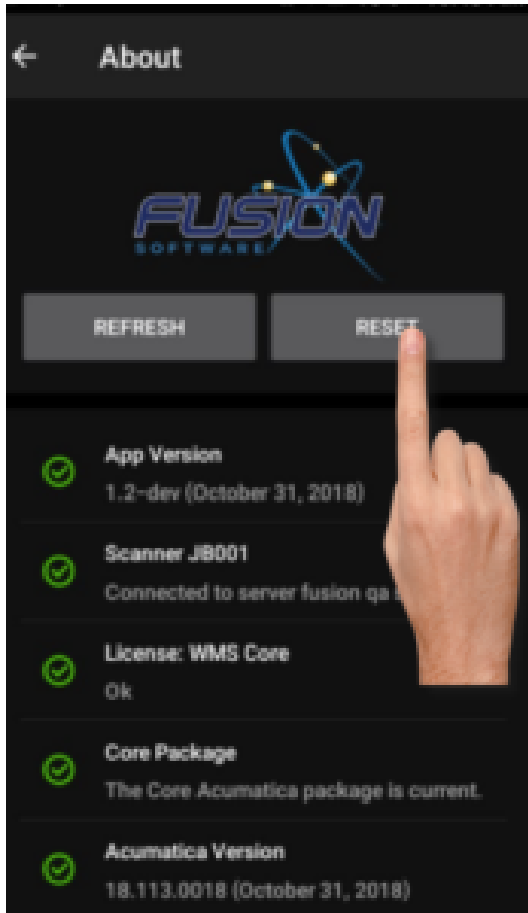 About
FUSION
SOFTWARE
REFRESH
RESET
App Version
1.2-dev (October 31, 2018)
Scanner JB001
Connected to server fusion qa
License: WMS Core
Ok
Core Package
The Core Acumatica package is current.
Acumatica Version
18.113.0018 (October 31, 2018)